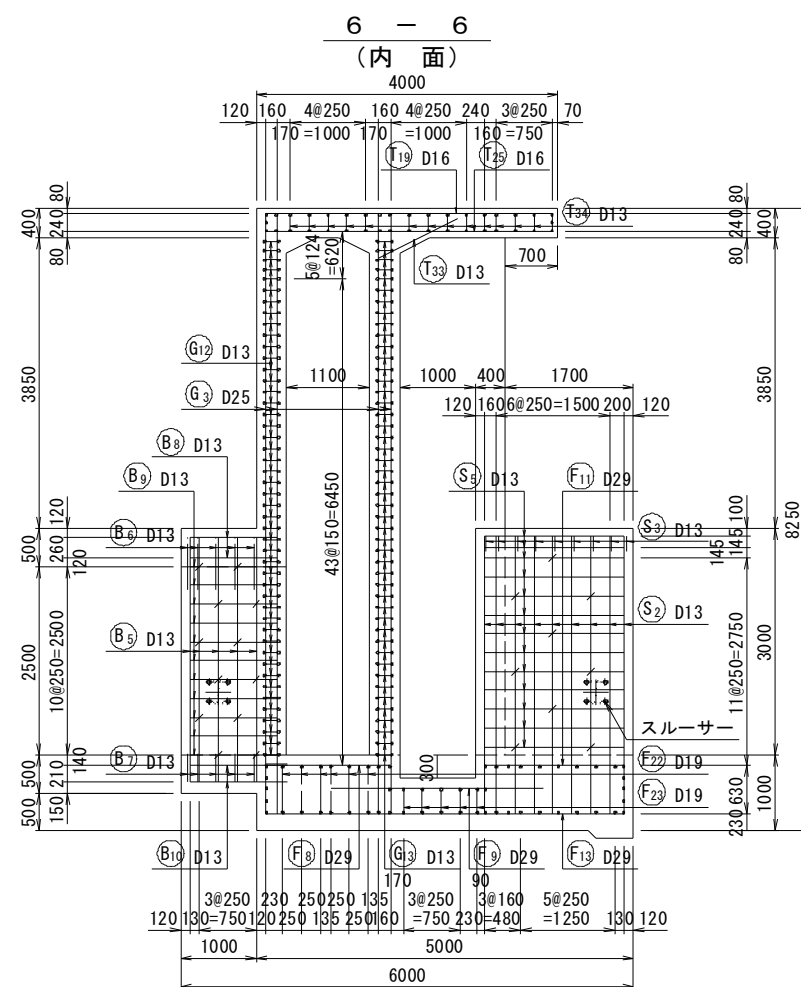 ６ － ６
(内 面)
4000
120 160 4@250 160 4@250 240 3@250 70
170 =1000 170 =1000 160 =750
T19 D16 T25 D16
80 240 80
400
T34 D13
80 240 80
400
5@124
=620
T33 D13
700
3850
3850
G12 D13
1100 1000 400 1700
G3 D25
120 160 6@250=1500 200 120
B8 D13
B9 D13
S5 D13 F11 D29
B6 D13
S3 D13
120
260
120
500
100
145
145
8250
43@150=6450
B5 D13
S2 D13
2500
10@250=2500
11@250=2750
3000
スルーサー
140
B7 D13
300
F22 D19
500 210
500 150
F23 D19
630
230
1000
B10 D13 F8 D29 G13 D13 F9 D29 F13 D29
170 90
3@250 230 250 250 135 3@250 3@160 5@250
120 130 =750 120 250 135 250 160 =750 230 =480 =1250 130 120
1000 5000
6000